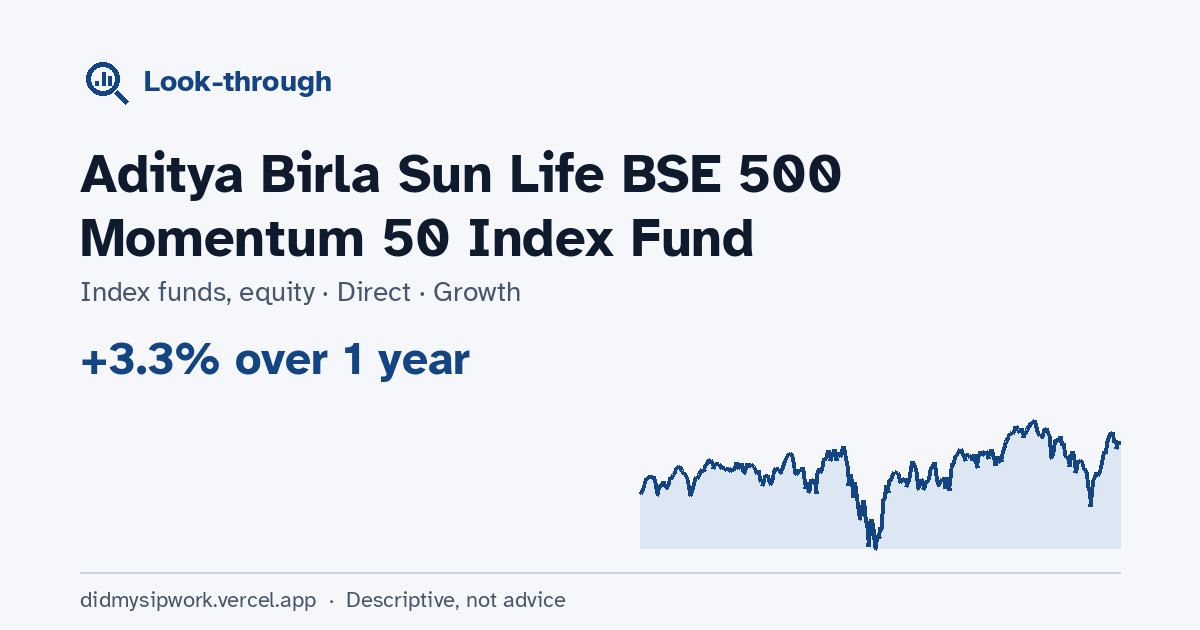 Look-through
Aditya Birla Sun Life BSE 500
Momentum 50 Index Fund
Index funds, equity · Direct · Growth
+3.3% over 1 year
didmysipwork.vercel.app · Descriptive, not advice